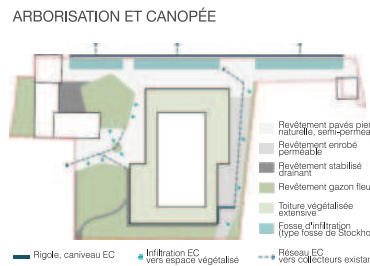 ARBORISATION ET CANOPÉE
Revêtement pavés pier
naturelle, semi-perméa
Revêtement enrobé
perméable
Revêtement stabilisé
drainant
Revêtement gazon fleu
Toiture végétalisée
extensive
Fosse d'infiltration
(type fosse de Stockho
Rigole, caniveau EC
Infiltration EC
vers espace végétalisé
Réseau EC
vers collecteurs existar